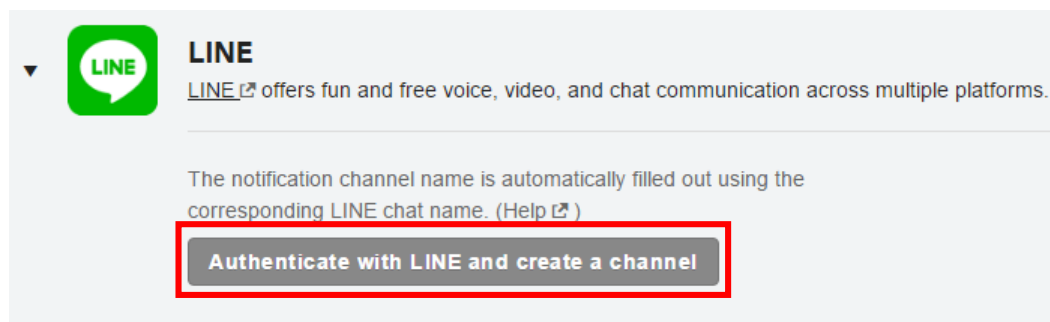 LINE
LINE
LINE offers fun and free voice, video, and chat communication across multiple platforms.
The notification channel name is automatically filled out using the
corresponding LINE chat name. (Help )
Authenticate with LINE and create a channel